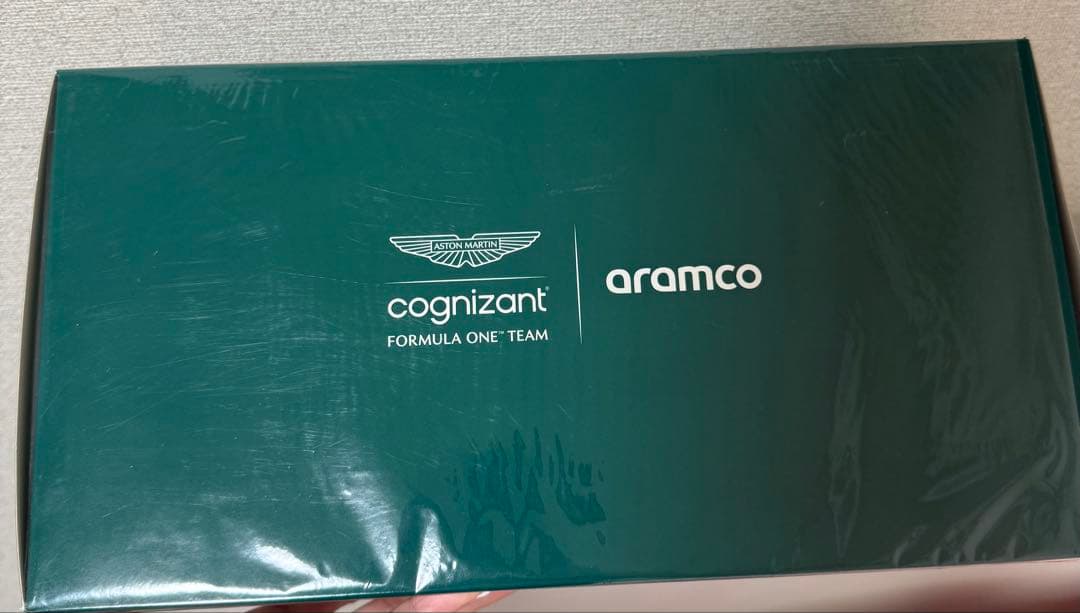 ASTON MARTIN
cognizant®
FORMULA ONE™ TEAM
aramco